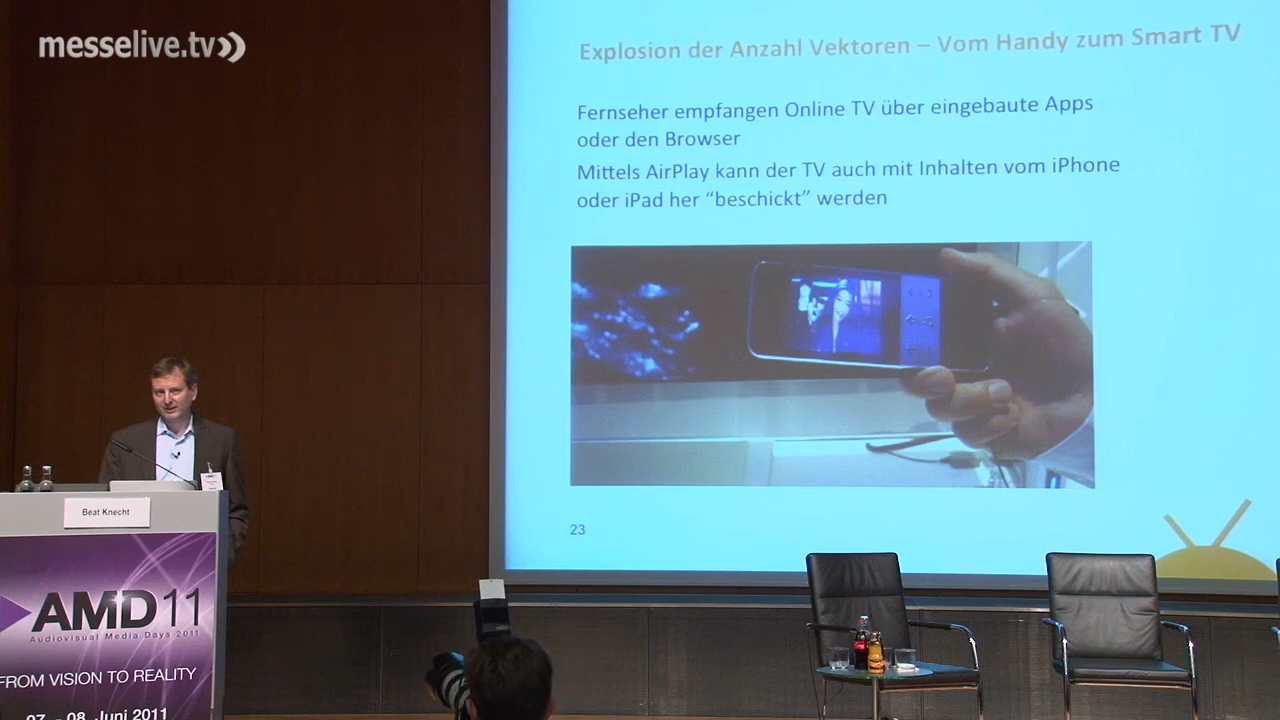 messelive.tv
Explosion der Anzahl Vektoren – Vom Handy zum Smart TV
Fernseher empfangen Online TV über eingebaute Apps
oder den Browser
Mittels AirPlay kann der TV auch mit Inhalten vom iPhone
oder iPad her “beschickt” werden
23
Beat Knecht
AMD11
Audiovisual Media Days 2011
FROM VISION TO REALITY
07. - 08. Juni 2011